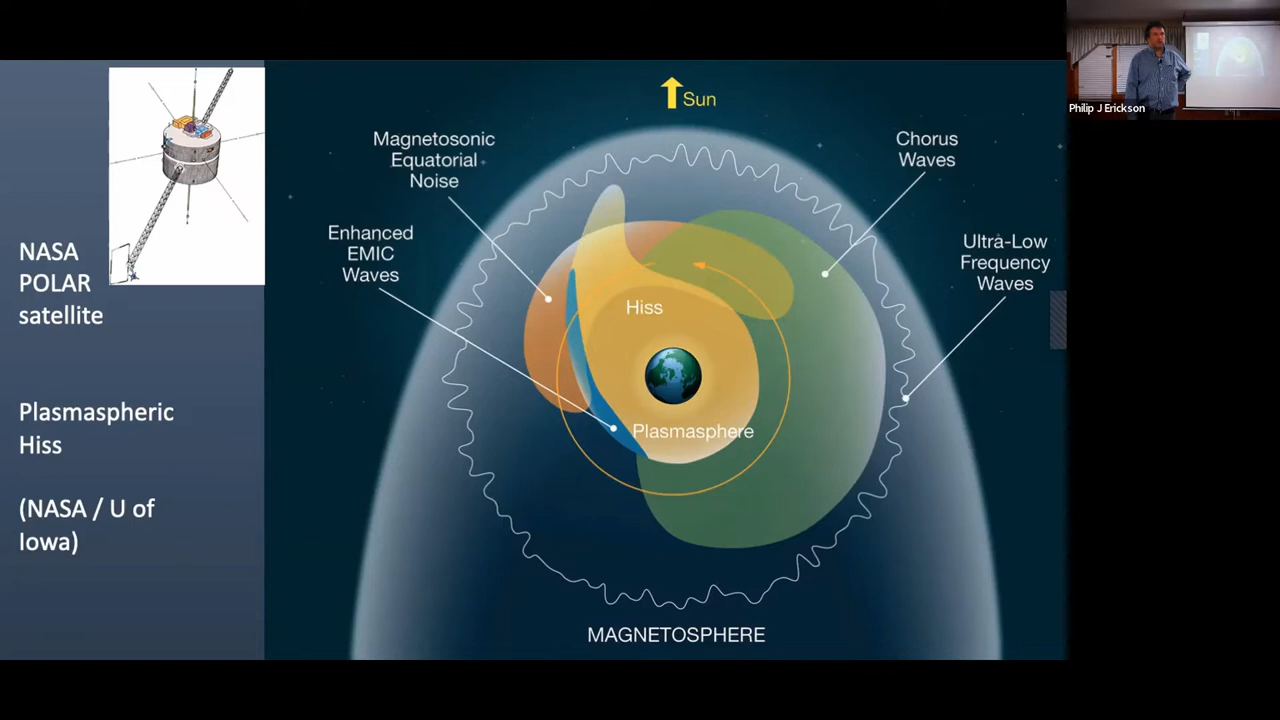 NASA
POLAR
satellite
Plasmaspheric
Hiss
(NASA / U of
Iowa)
Sun
Magnetosonic
Equatorial
Noise
Enhanced
EMIC
Waves
Chorus
Waves
Ultra-Low
Frequency
Waves
Hiss
Plasmasphere
MAGNETOSPHERE
Philip J Erickson